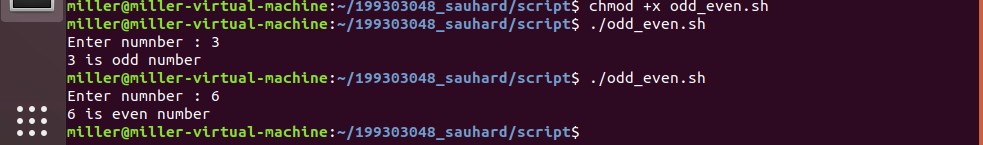 miller@miller-virtual-machine:~/199303048_sauhard/script$ chmod +x odd_even.sh
miller@miller-virtual-machine:~/199303048_sauhard/script$ ./odd_even.sh
Enter numnber : 3
3 is odd number
miller@miller-virtual-machine:~/199303048_sauhard/script$ ./odd_even.sh
Enter numnber : 6
6 is even number
miller@miller-virtual-machine:~/199303048_sauhard/script$